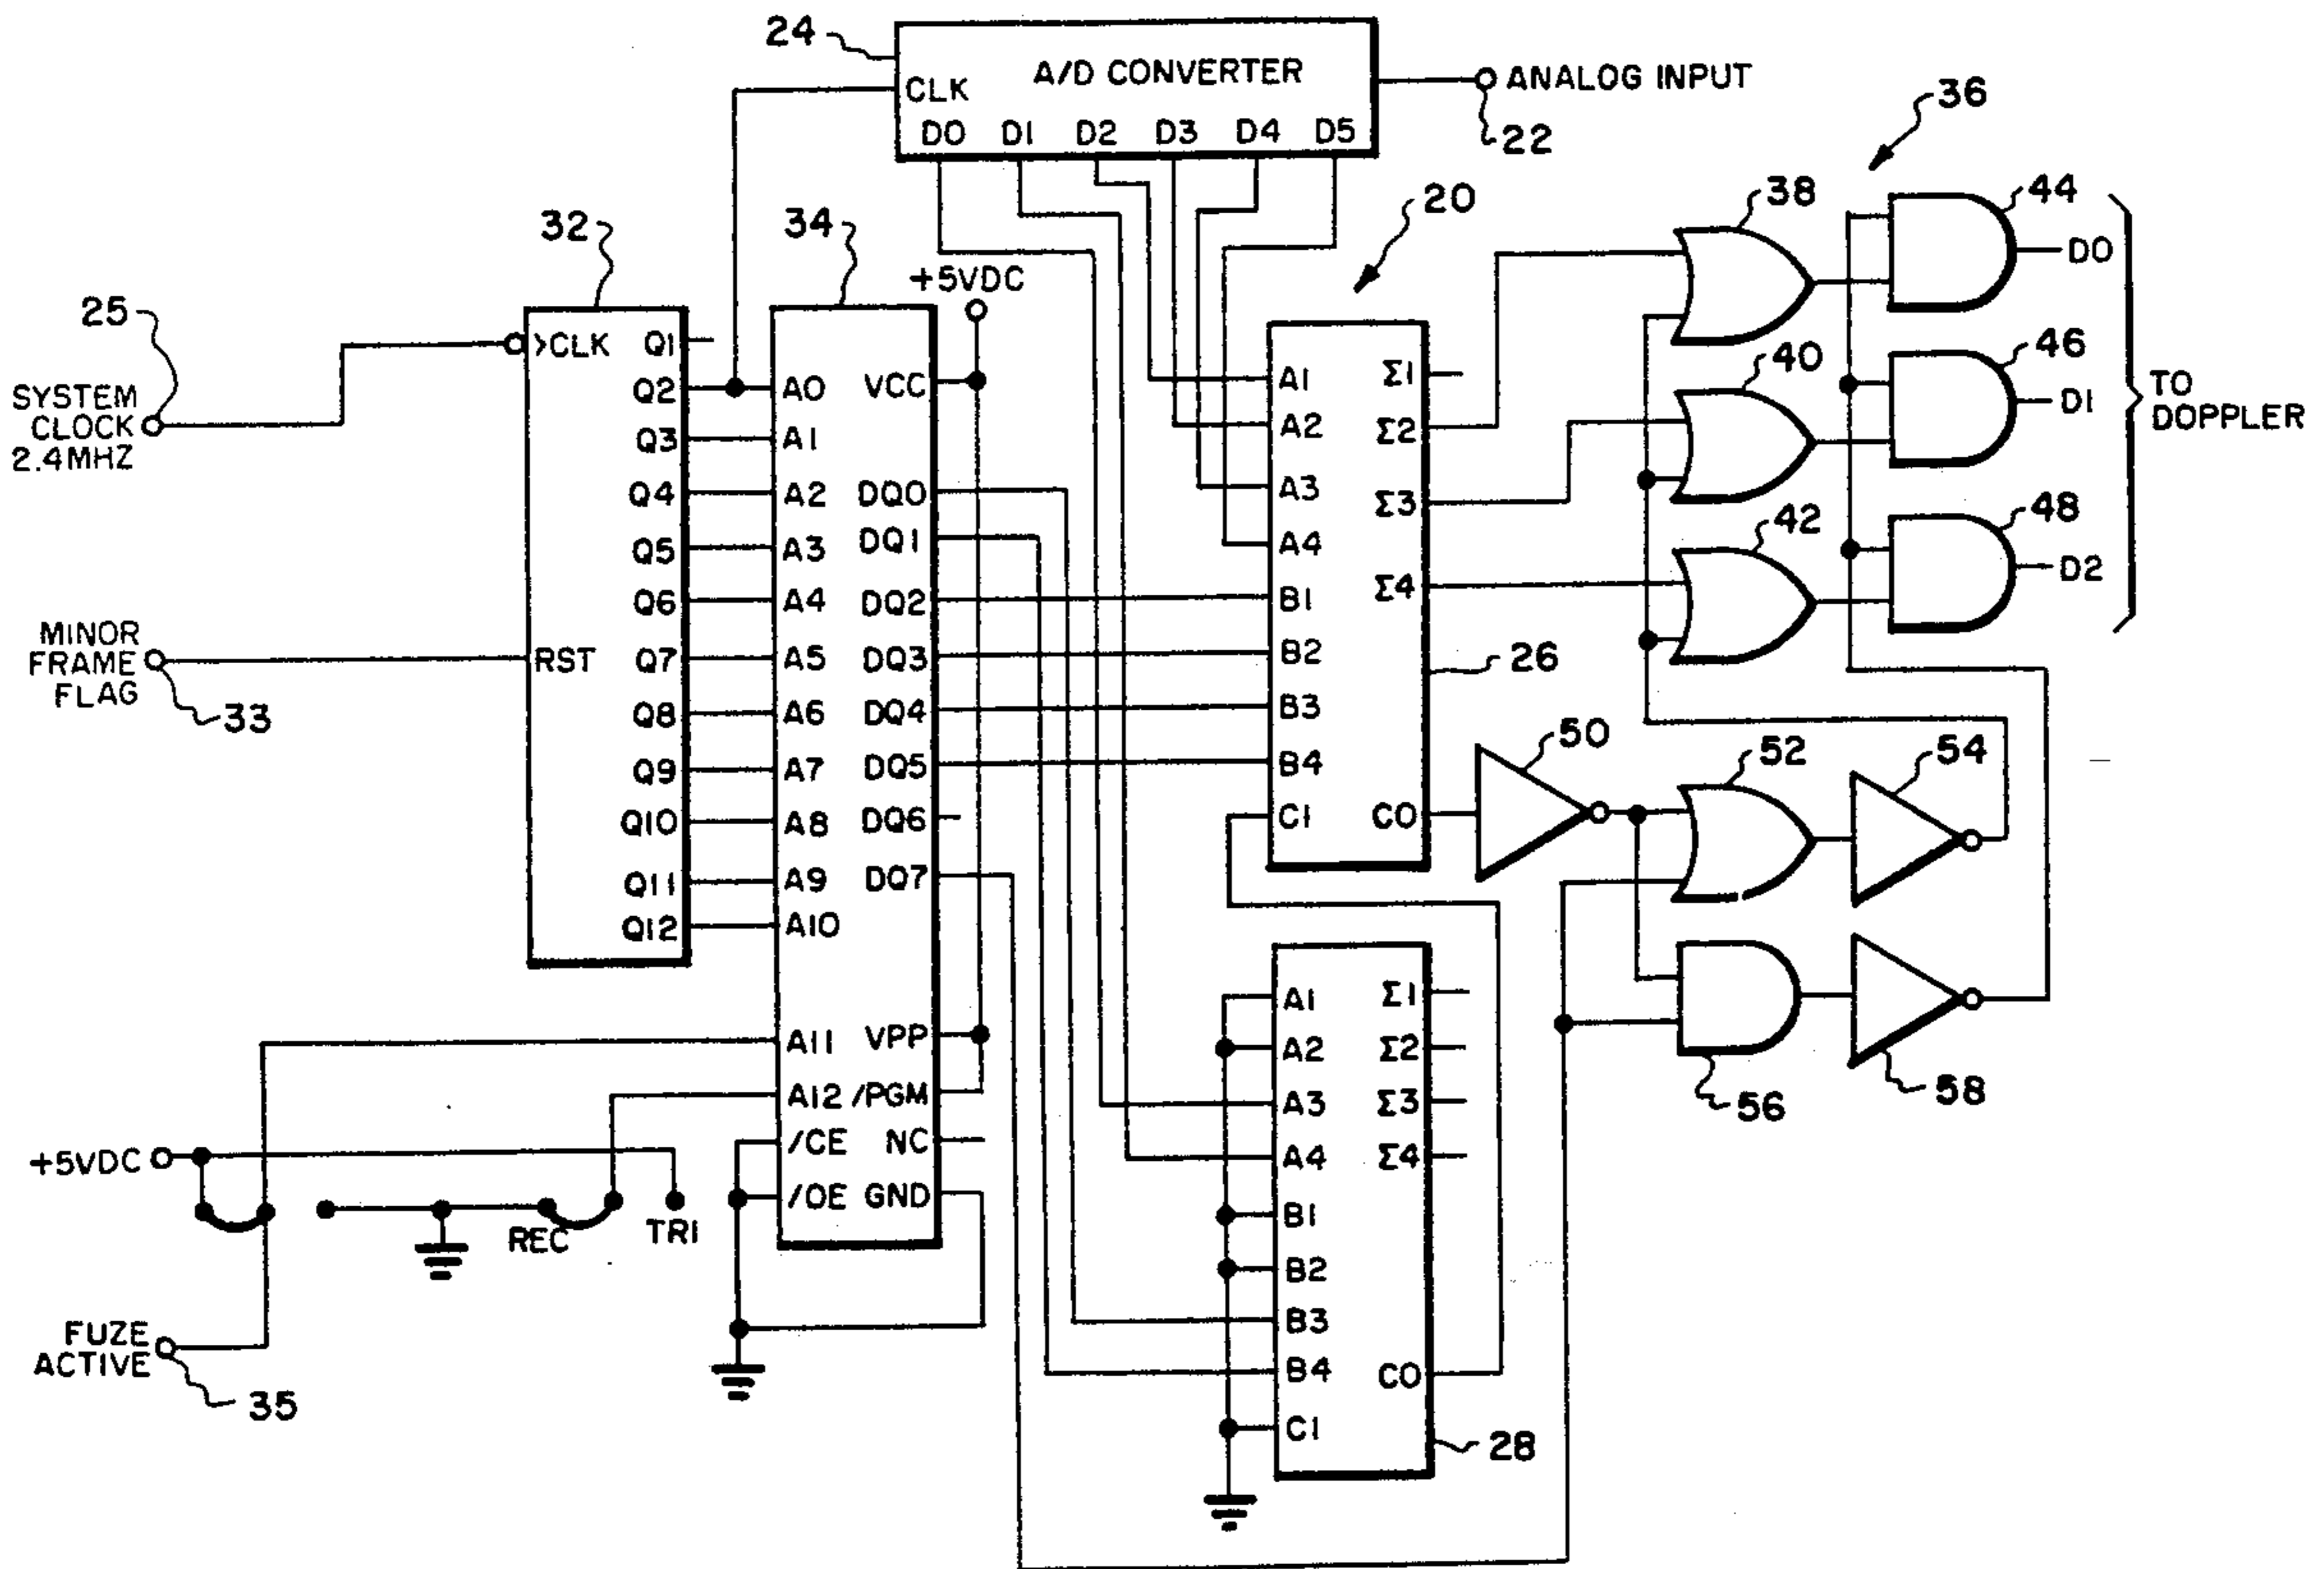 24
A/D CONVERTER
CLK
D0 D1 D2 D3 D4 D5
ANALOG INPUT
22
36
20
25
SYSTEM
CLOCK
2.4MHZ
MINOR
FRAME
FLAG
33
32
>CLK
RST
Q1
Q2
Q3
Q4
Q5
Q6
Q7
Q8
Q9
Q10
Q11
Q12
34
+5VDC
A0
A1
A2
A3
A4
A5
A6
A7
A8
A9
A10
A11
A12
/CE
/OE
VCC
DQ0
DQ1
DQ2
DQ3
DQ4
DQ5
DQ6
DQ7
VPP
/PGM
NC
GND
+5VDC
REC
TRI
FUZE
ACTIVE
35
A1
A2
A3
A4
B1
B2
B3
B4
C1
Σ1
Σ2
Σ3
Σ4
CO
26
A1
A2
A3
A4
B1
B2
B3
B4
C1
Σ1
Σ2
Σ3
Σ4
CO
28
38
40
42
44
46
48
D0
D1
D2
TO
DOPPLER
50
52
54
56
58